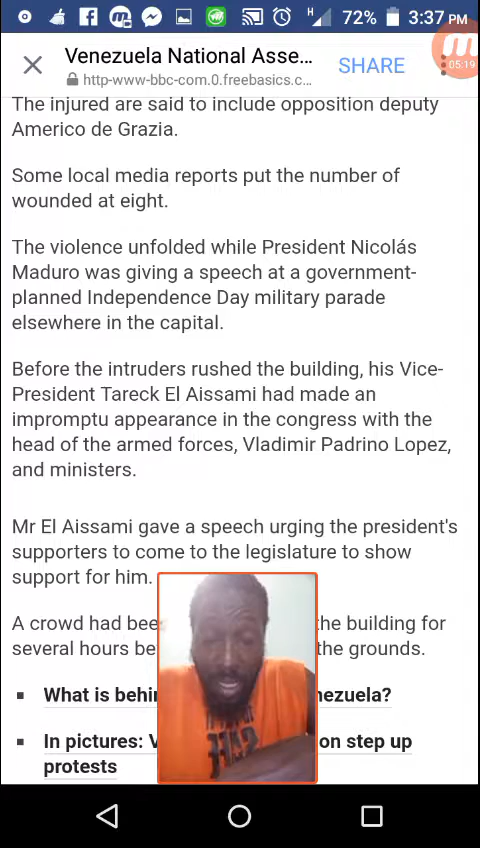 72% 3:37 PM
Venezuela National Asse...
http-www-bbc-com.0.freebasics.c...
SHARE
05:19
The injured are said to include opposition deputy
Americo de Grazia.
Some local media reports put the number of
wounded at eight.
The violence unfolded while President Nicolás
Maduro was giving a speech at a government-
planned Independence Day military parade
elsewhere in the capital.
Before the intruders rushed the building, his Vice-
President Tareck El Aissami had made an
impromptu appearance in the congress with the
head of the armed forces, Vladimir Padrino Lopez,
and ministers.
Mr El Aissami gave a speech urging the president's
supporters to come to the legislature to show
support for him.
A crowd had the building for
several hours the grounds.
What is
In pictures: on step up
protests